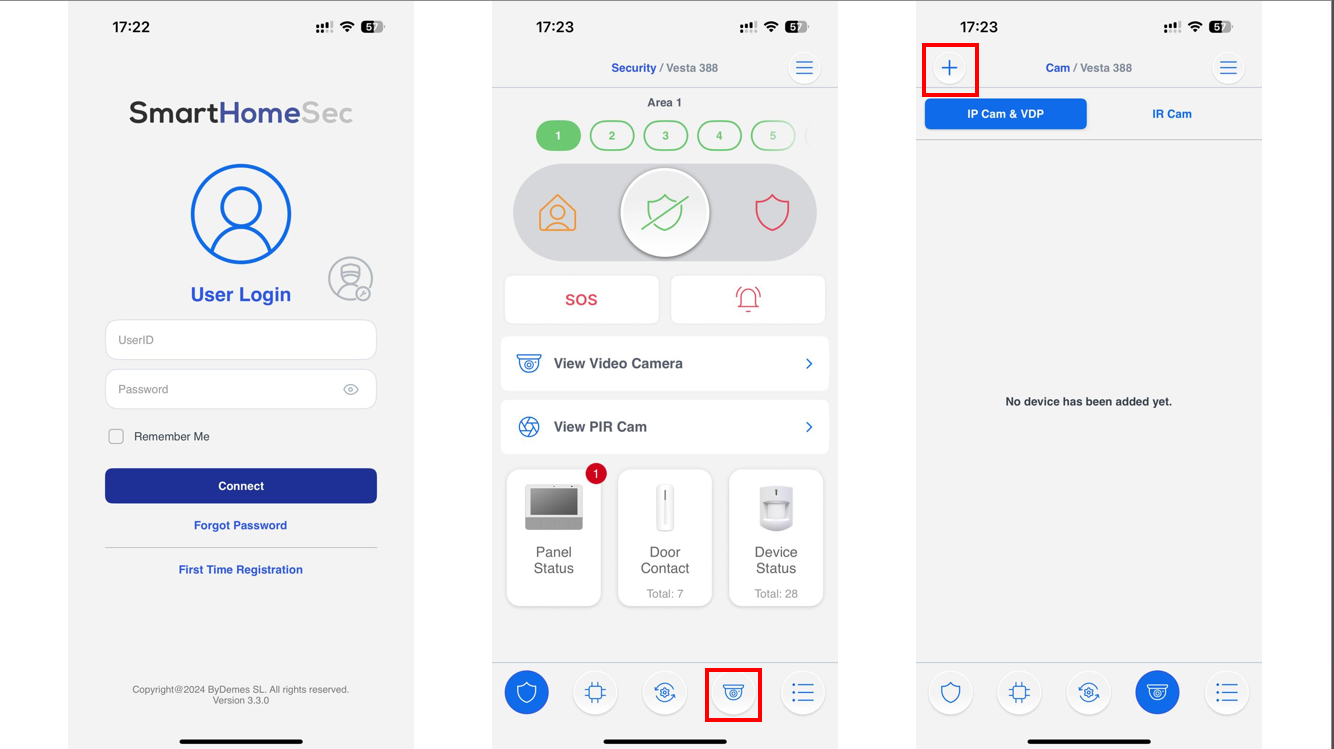 17:22
57
SmartHomeSec
User Login
UserID
Password
Remember Me
Connect
Forgot Password
First Time Registration
Copyright@2024 ByDemes SL. All rights reserved.
Version 3.3.0
17:23
57
Security / Vesta 388
Area 1
1 2 3 4 5
SOS
View Video Camera
View PIR Cam
1
Panel
Status
Door
Contact
Total: 7
Device
Status
Total: 28
17:23
57
Cam / Vesta 388
IP Cam & VDP
IR Cam
No device has been added yet.